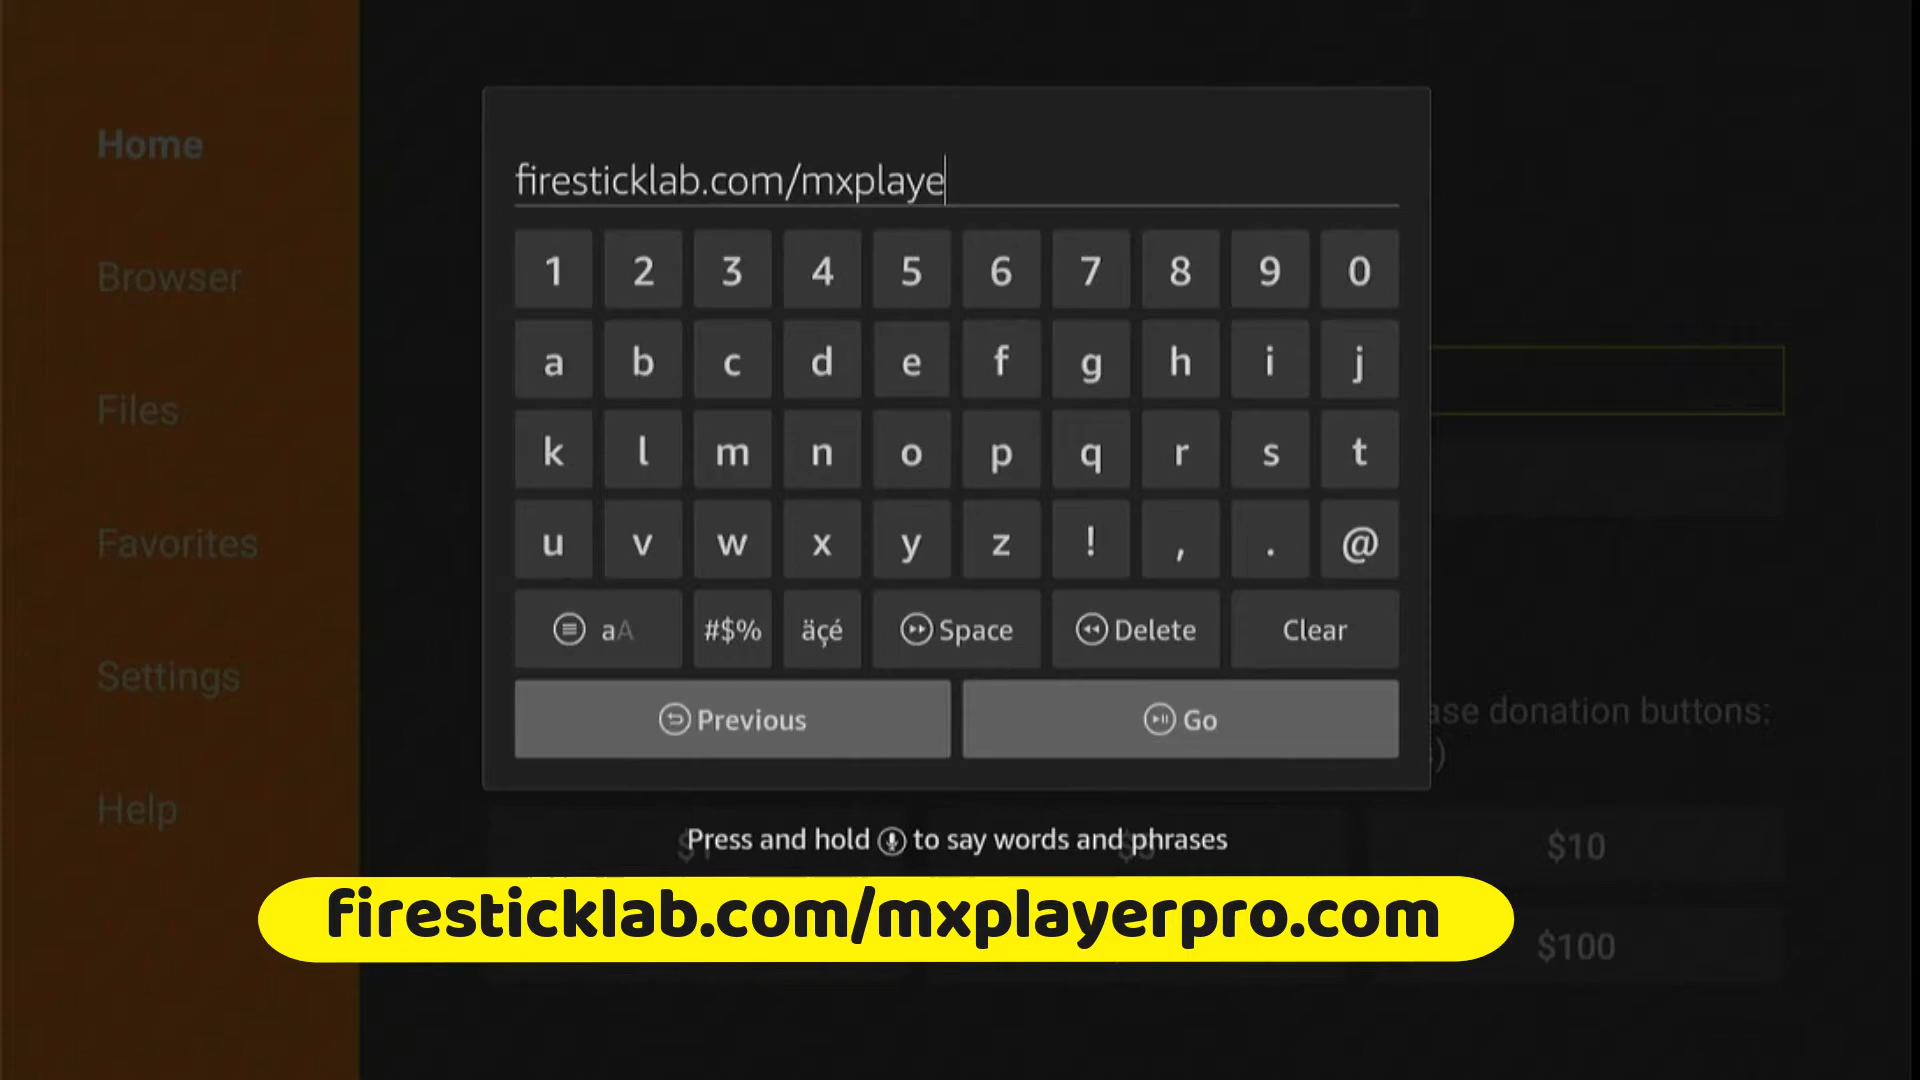 Home
Browser
Files
Favorites
Settings
Help
firesticklab.com/mxplaye
1 2 3 4 5 6 7 8 9 0
a b c d e f g h i j
k l m n o p q r s t
u v w x y z ! , . @
aA #$% äçé Space Delete Clear
Previous Go
ase donation buttons:
)
Press and hold to say words and phrases
$1 $5 $10
firesticklab.com/mxplayerpro.com
$100